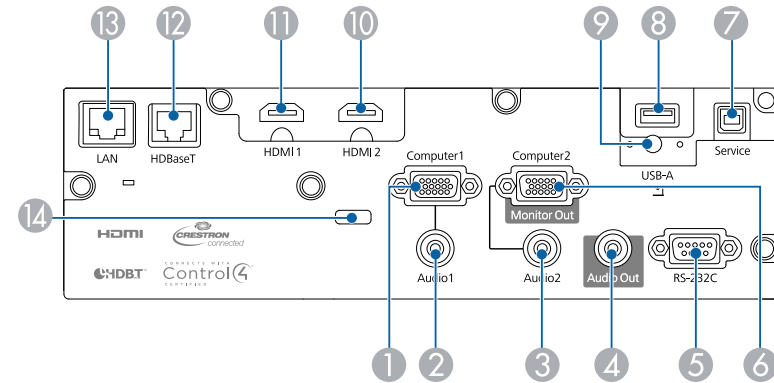 13 12 11 10 9 8 7
LAN HDBaseT HDMI 1 HDMI 2 Computer1 Computer2 USB-A Service
Monitor Out
14
HDMI CRESTRON connected
HDBT CONNECTS WITH Control4 CERTIFIED
Audio1 Audio2 Audio Out RS-232C
1 2 3 4 5 6